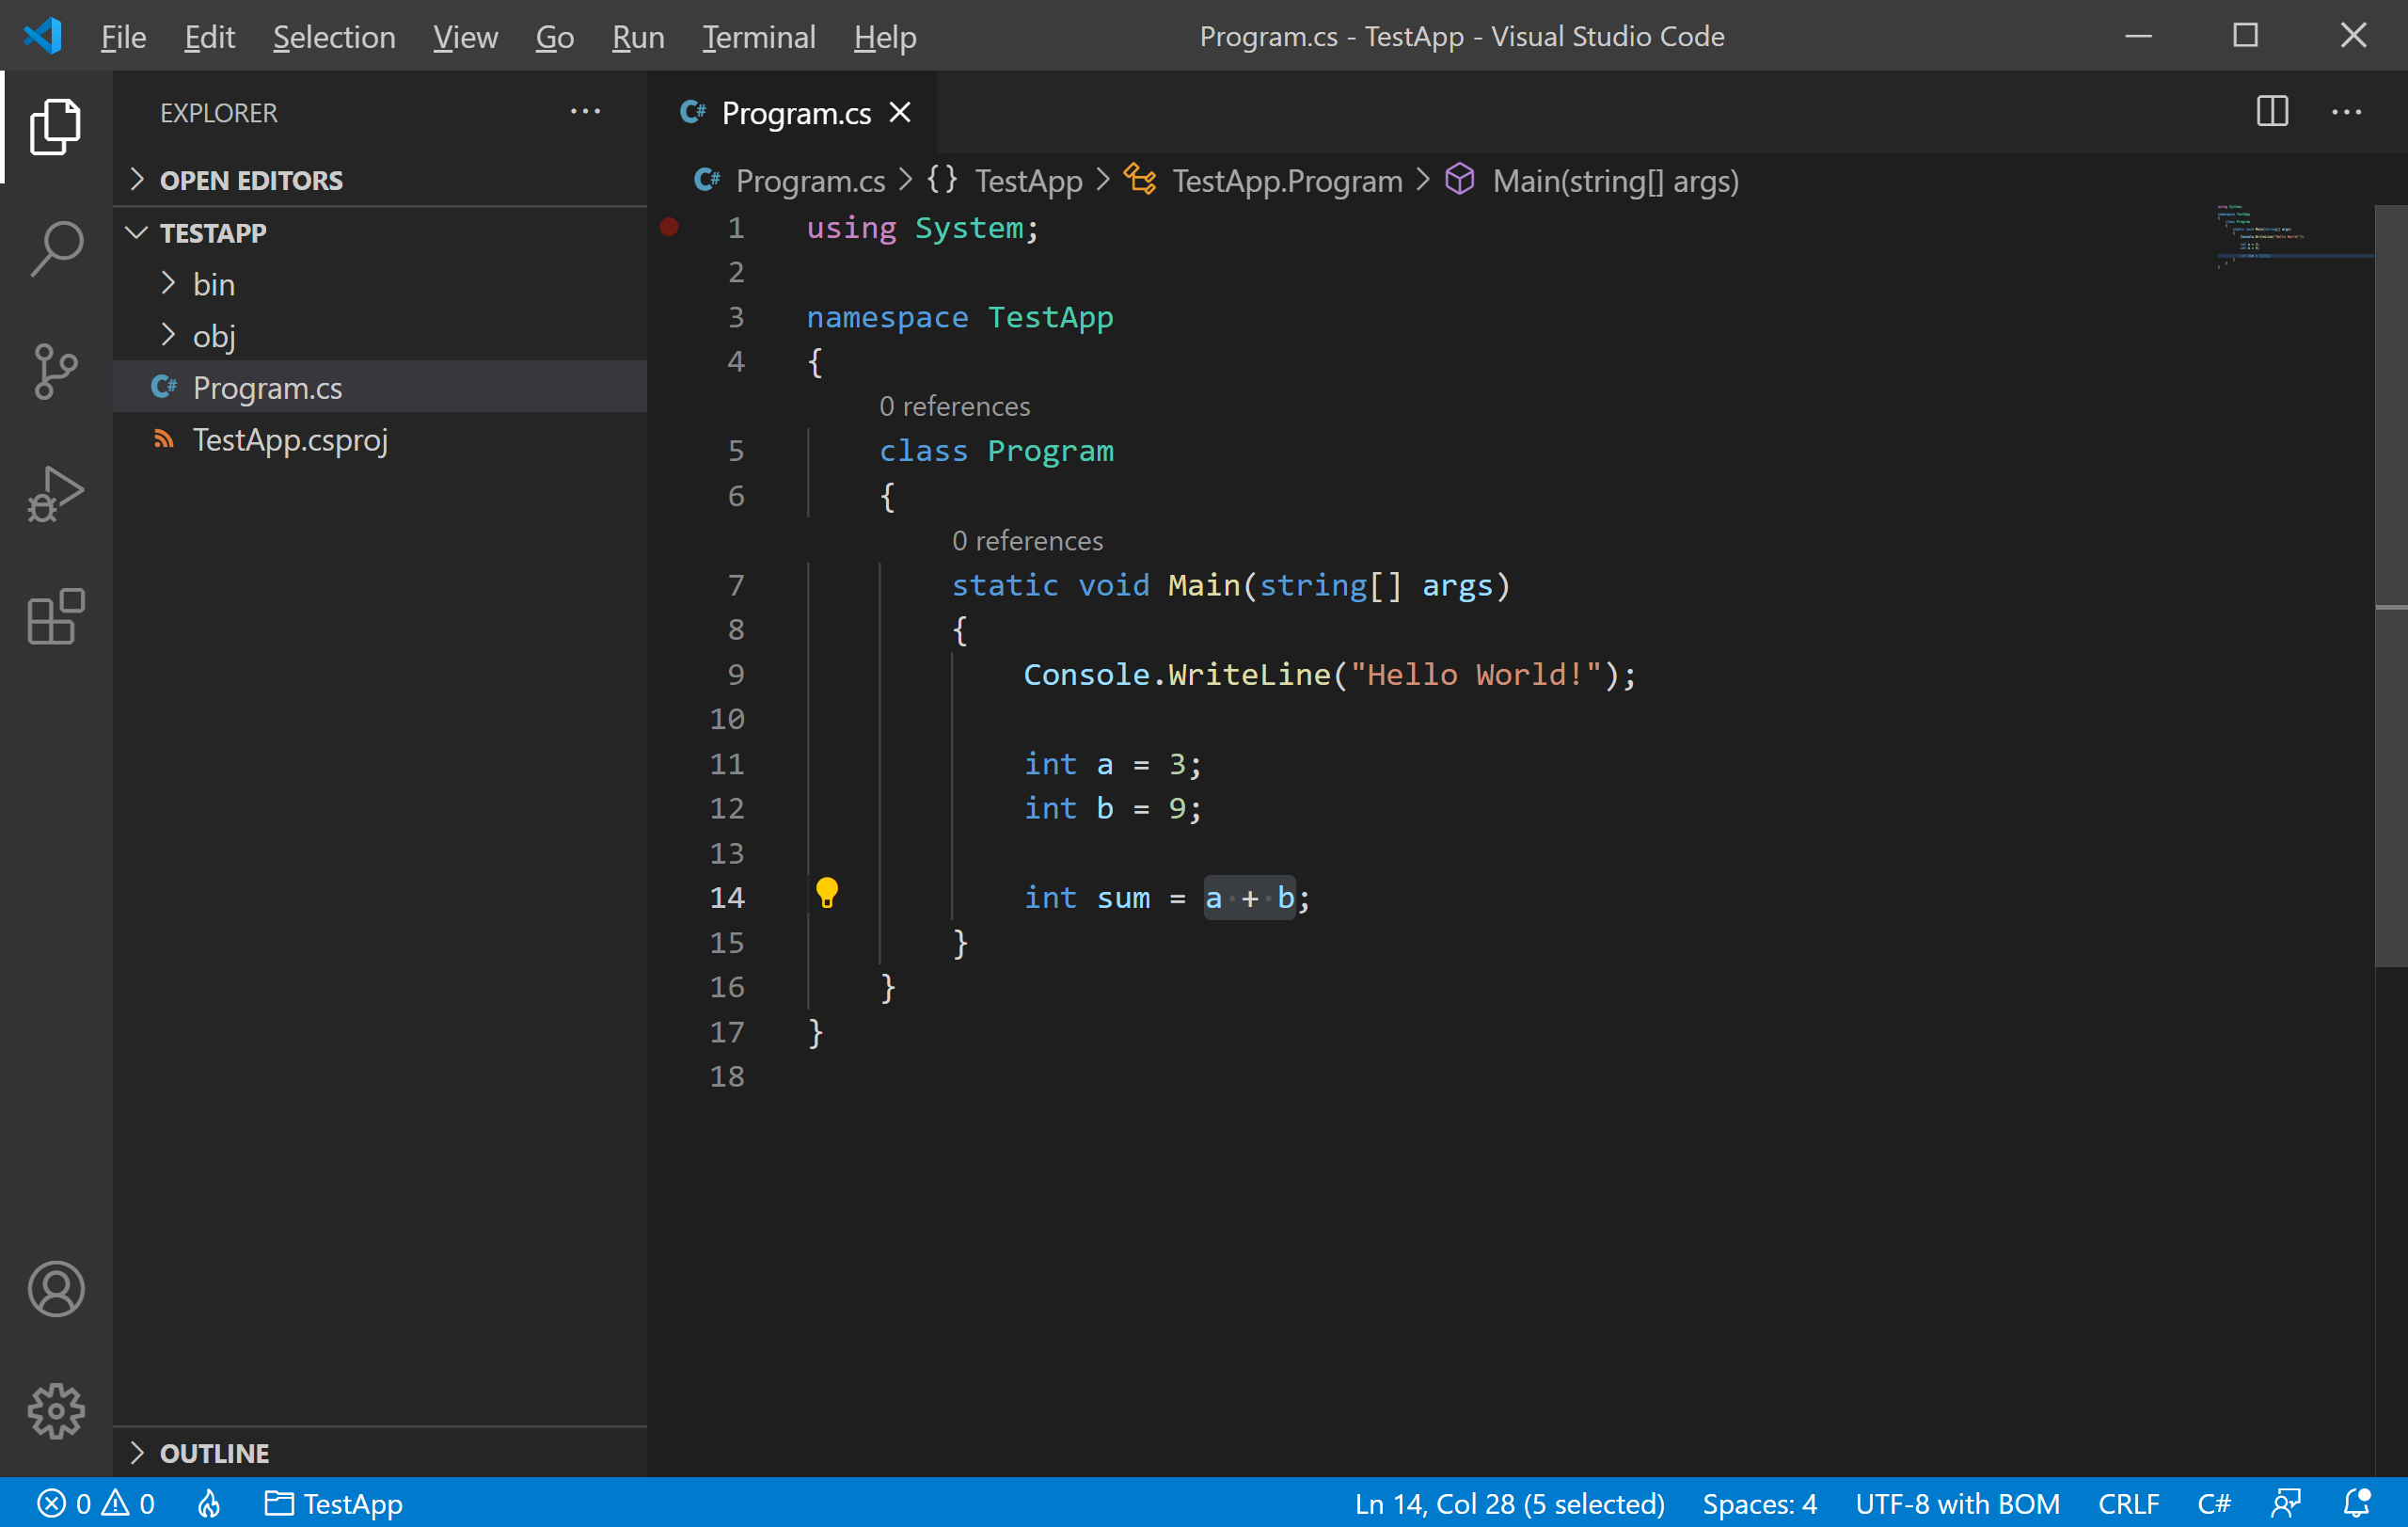 File Edit Selection View Go Run Terminal Help Program.cs - TestApp - Visual Studio Code
EXPLORER
OPEN EDITORS
TESTAPP
bin
obj
C# Program.cs
TestApp.csproj
OUTLINE
C# Program.cs
C# Program.cs {} TestApp TestApp.Program Main(string[] args)
1 using System;
2
3 namespace TestApp
4 {
0 references
5 class Program
6 {
0 references
7 static void Main(string[] args)
8 {
9 Console.WriteLine("Hello World!");
10
11 int a = 3;
12 int b = 9;
13
14 int sum = a + b;
15 }
16 }
17 }
18
0 0 TestApp Ln 14, Col 28 (5 selected) Spaces: 4 UTF-8 with BOM CRLF C#